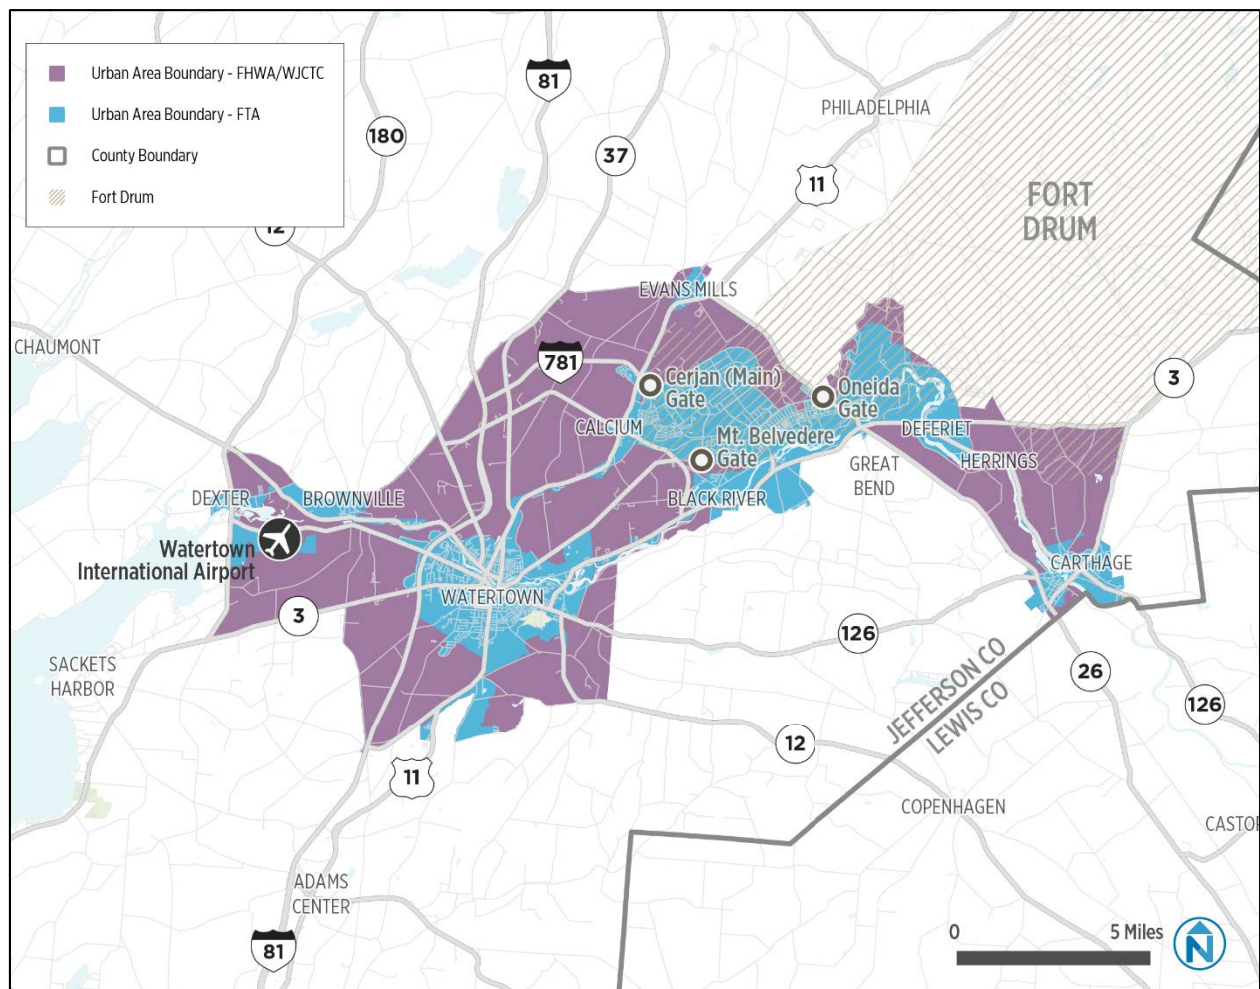 Urban Area Boundary - FHWA/WJCTC
Urban Area Boundary - FTA
County Boundary
Fort Drum
81
180
37
PHILADELPHIA
11
12
FORT
DRUM
EVANS MILLS
CHAUMONT
781
Cerjan (Main)
Gate
Oneida
Gate
3
CALCIUM
Mt. Belvedere
Gate
DEFERIET
HERRINGS
GREAT
BEND
DEXTER
BROWNVILLE
BLACK RIVER
Watertown
International Airport
CARTHAGE
WATERTOWN
3
126
SACKETS
HARBOR
JEFFERSON CO
LEWIS CO
26
126
12
11
COPENHAGEN
CASTOR
ADAMS
CENTER
81
0 5 Miles
N